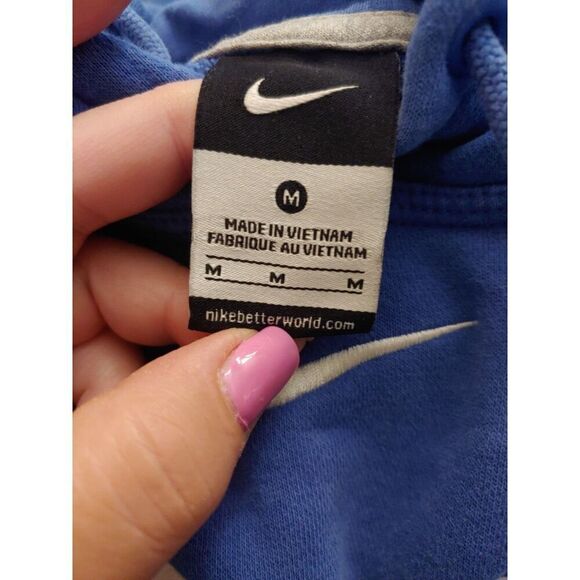 M
MADE IN VIETNAM
FABRIQUE AU VIETNAM
M M M
nikebetterworld.com